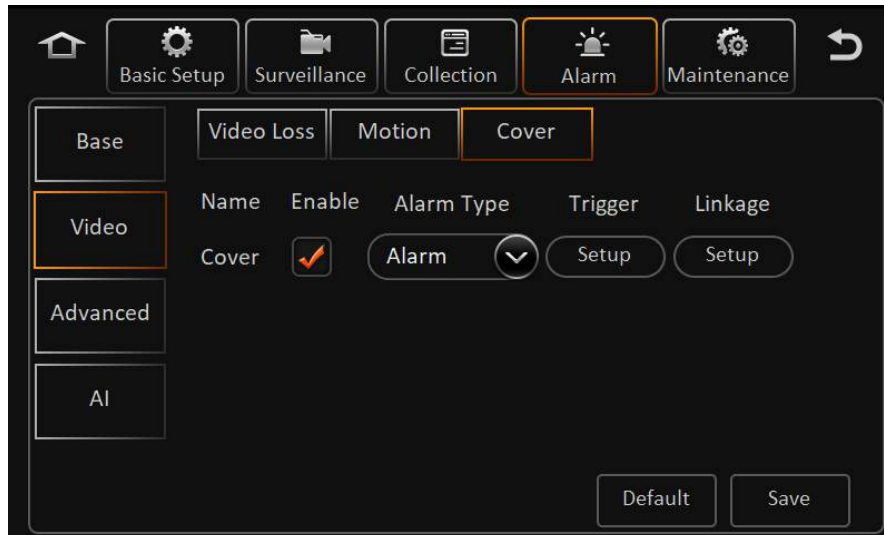 Basic Setup Surveillance Collection Alarm Maintenance
Base Video Loss Motion Cover
Name Enable Alarm Type Trigger Linkage
Video
Cover Alarm Setup Setup
Advanced
AI
Default Save